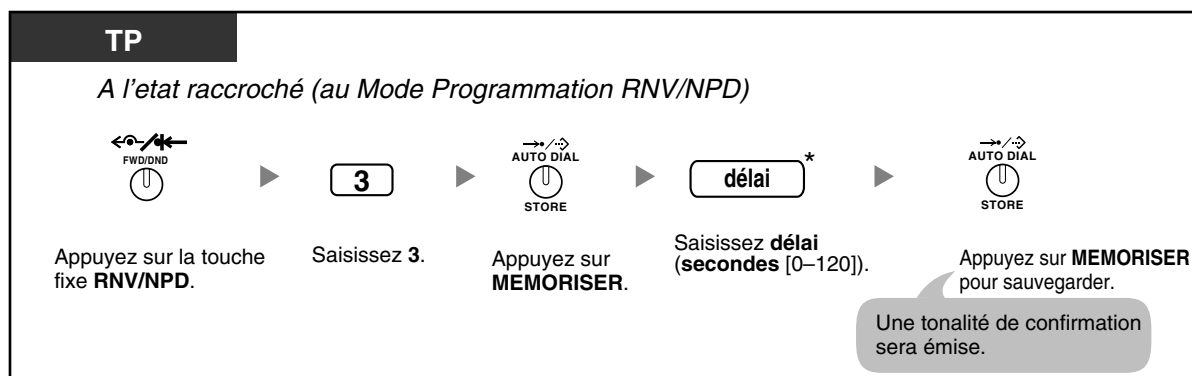 TP
A l'etat raccroché (au Mode Programmation RNV/NPD)
FWD/DND
3
AUTO DIAL
STORE
délai*
AUTO DIAL
STORE
Appuyez sur la touche
fixe RNV/NPD.
Saisissez 3.
Appuyez sur
MEMORISER.
Saisissez délai
(secondes [0–120]).
Appuyez sur MEMORISER
pour sauvegarder.
Une tonalité de confirmation
sera émise.